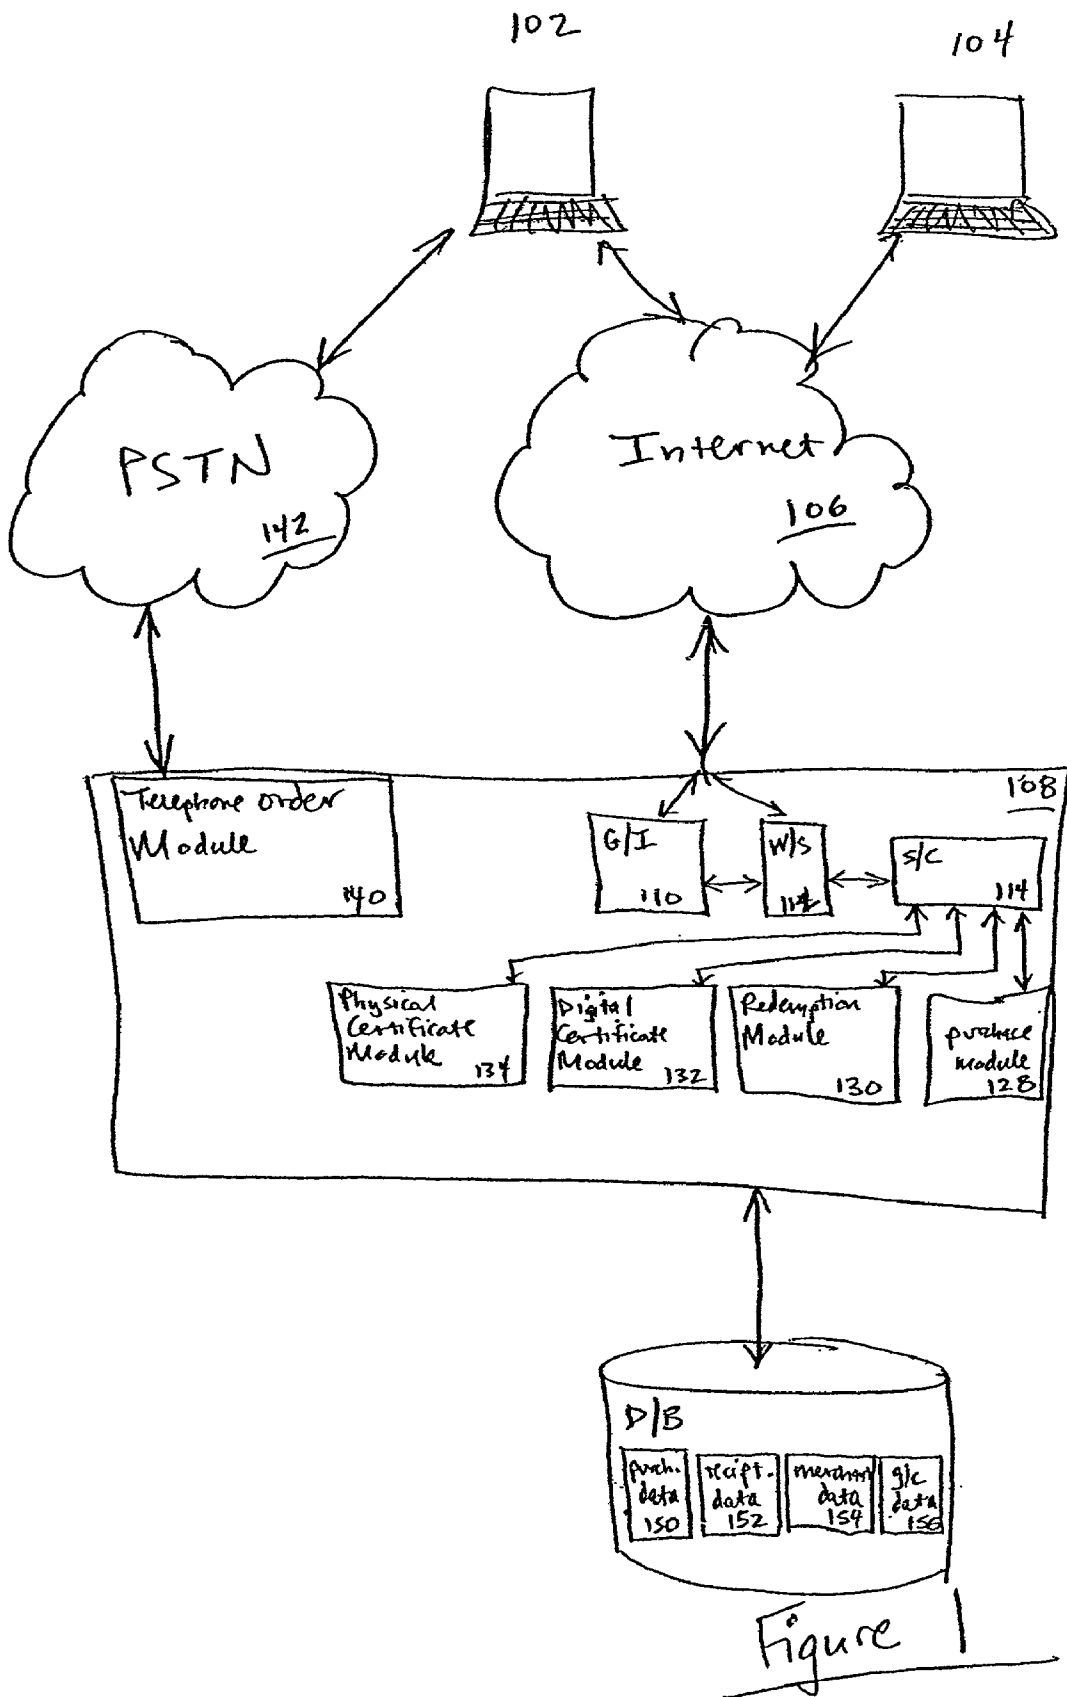 102
104
PSTN
142
Internet
106
108
Telephone order
Module
140
G/I
110
W/S
112
S/C
114
Physical
Certificate
Module
134
Digital
Certificate
Module
132
Redemption
Module
130
purchase
module
128
D/B
purch.
data
150
recipt.
data
152
merchant
data
154
g/c
data
156
Figure 1